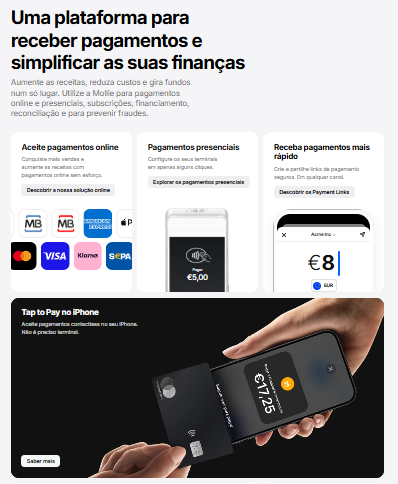 Uma plataforma para
receber pagamentos e
simplificar as suas finanças
Aumente as receitas, reduza custos e gira fundos
num só lugar. Utilize a Mollie para pagamentos
online e presenciais, subscrições, financiamento,
reconciliação e para prevenir fraudes.
Aceite pagamentos online
Conquiste mais vendas e
aumente as receitas com
pagamentos online sem esforço.
Descobrir a nossa solução online
MB
MB
AMERICAN
EXPRESS
P
VISA
Klarna
S€PA
Pagamentos presenciais
Configure os seus terminais
em apenas alguns cliques.
Explorar os pagamentos presenciais
Pagar
€5,00
Receba pagamentos mais
rápido
Crie e partilhe links de pagamento
seguros. Em qualquer canal.
Descobrir os Payment Links
Acme Inc
€8
EUR
Tap to Pay no iPhone
Aceite pagamentos contactless no seu iPhone.
Não é preciso terminal.
€17,25
Saber mais